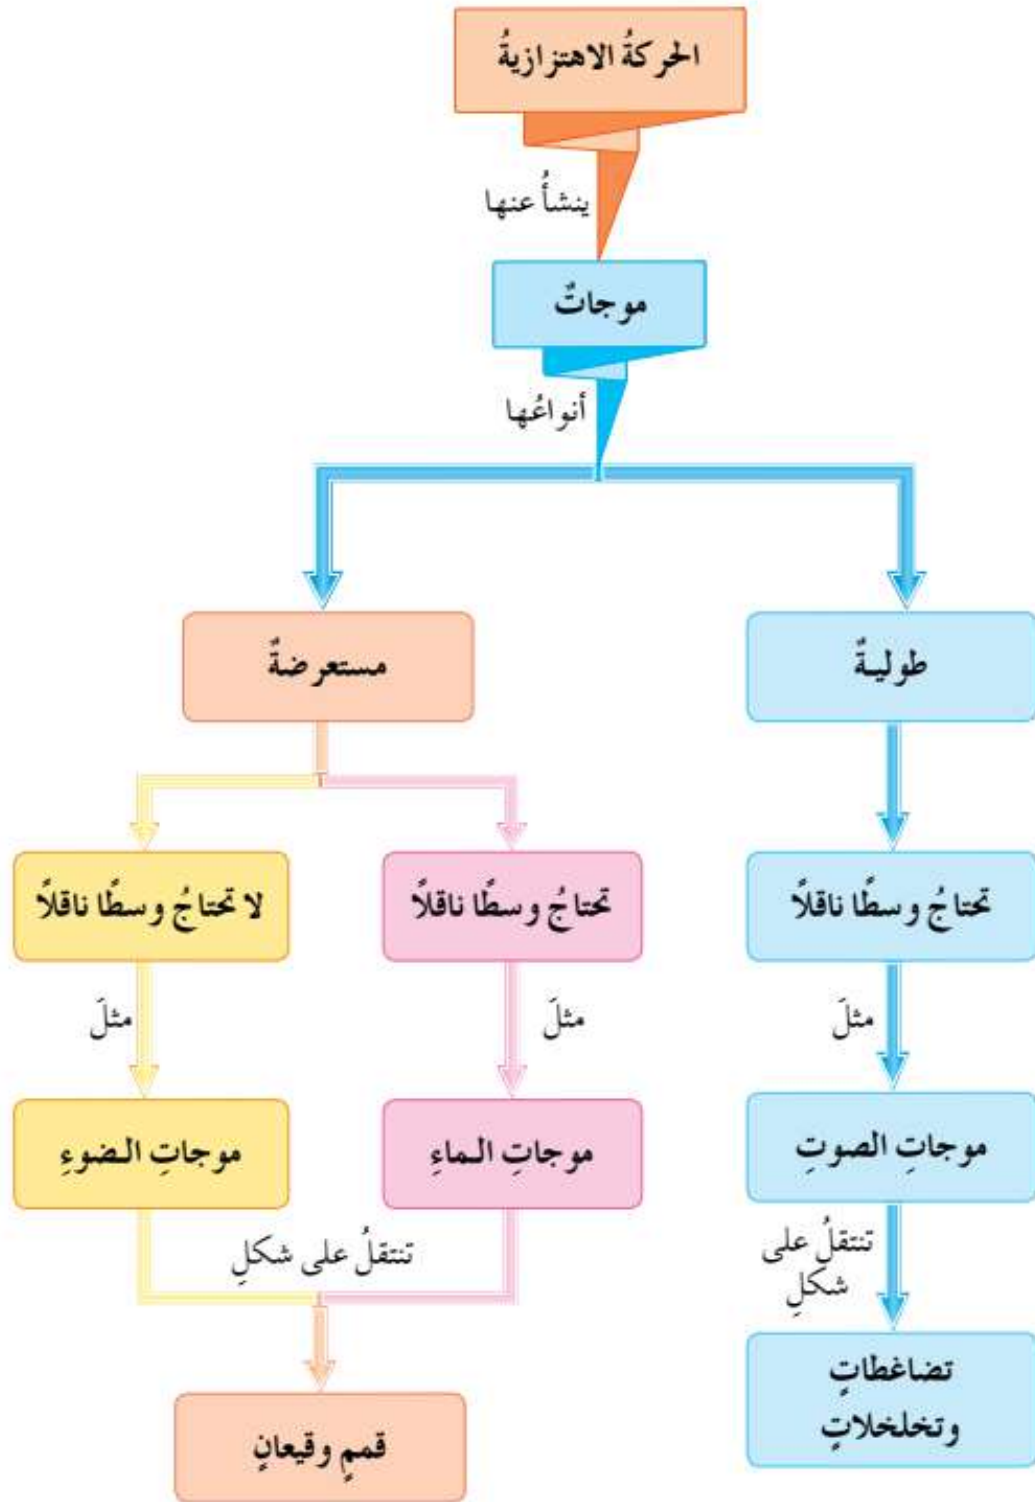 الحركةُ الاهتزازيةُ
ينشأُ عنها
موجاتٌ
أنواعُها
طوليةٌ
مستعرضةٌ
تحتاجُ وسطًا ناقلاً
تحتاجُ وسطًا ناقلاً
لا تحتاجُ وسطًا ناقلاً
مثلَ
مثلَ
مثلَ
موجاتِ الصوتِ
موجاتِ الماءِ
موجاتِ الضوءِ
تنتقلُ على
شكلِ
تنتقلُ على شكلِ
تضاغطاتٍ
وتخلخلاتٍ
قممٍ وقيعانٍ